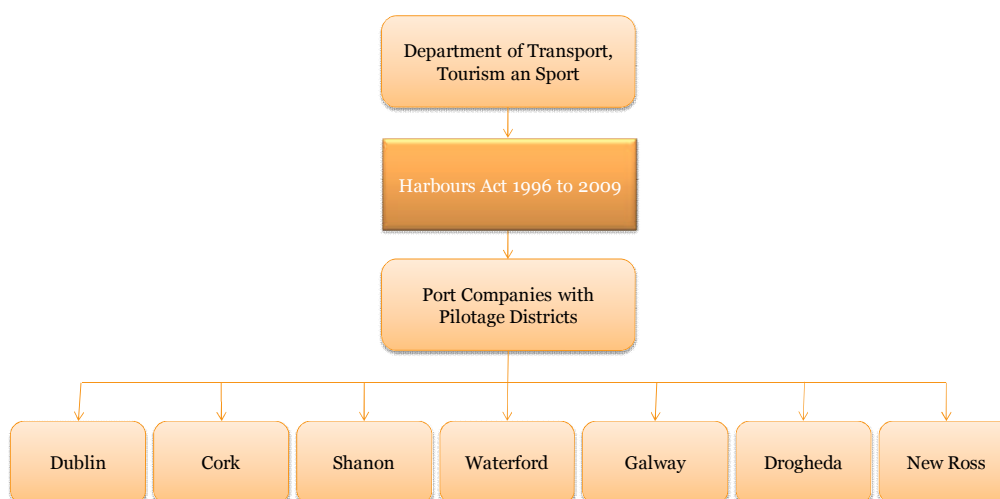 Department of Transport,
Tourism an Sport
Harbours Act 1996 to 2009
Port Companies with
Pilotage Districts
Dublin
Cork
Shanon
Waterford
Galway
Drogheda
New Ross